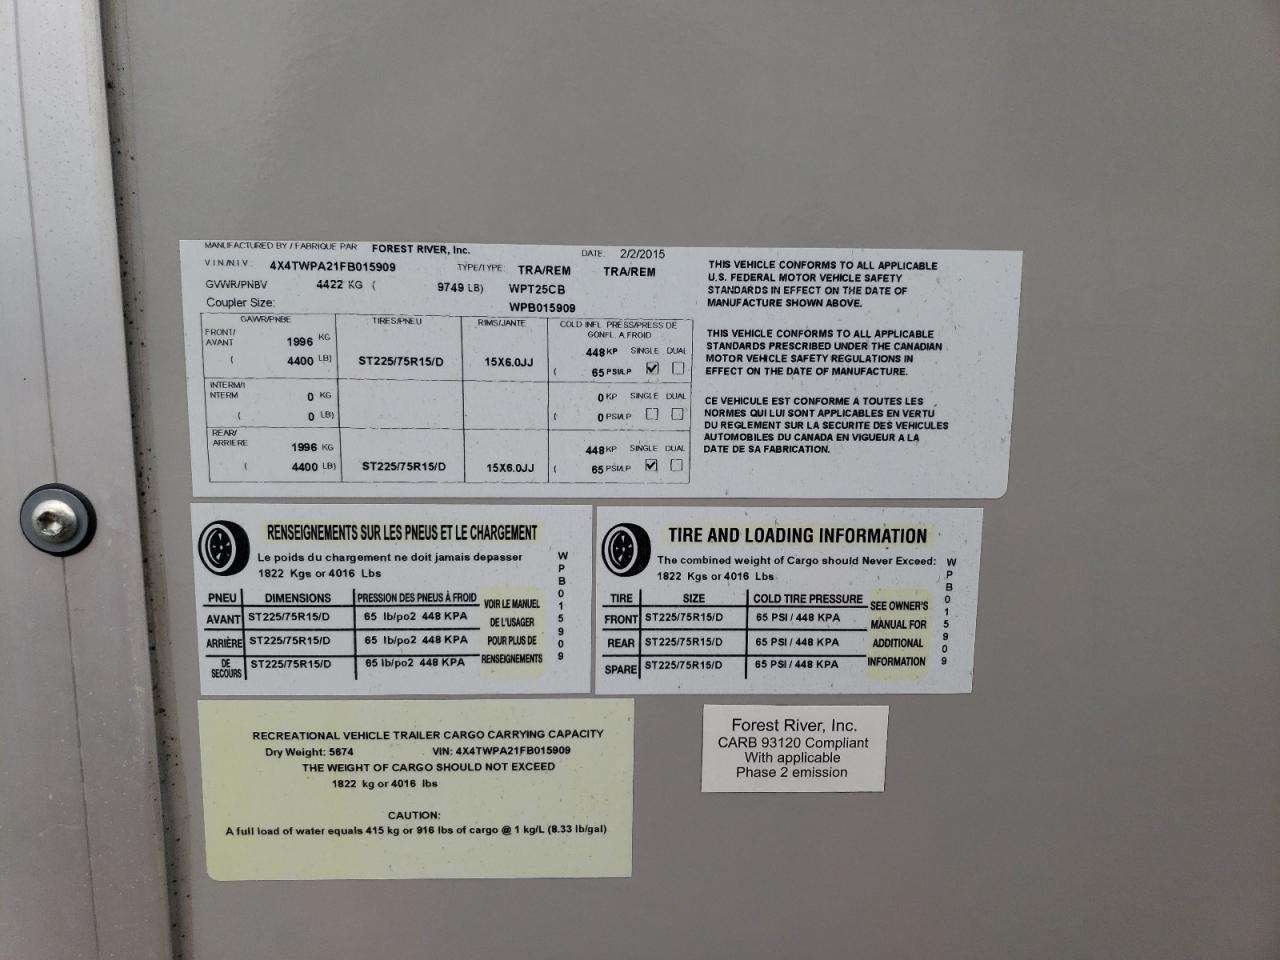 MANUFACTURED BY / FABRIQUE PAR: FOREST RIVER, Inc. DATE: 2/2/2015
V.I.N/N.I.V.: 4X4TWPA21FB015909 TYPE/TYPE: TRA/REM TRA/REM
GVWR/PNBV 4422 KG ( 9749 LB) WPT25CB
Coupler Size: WPB015909
GAWR/PNBE TIRES/PNEU RIMS/JANTE COLD INFL. PRESS/PRESS DE GONFL. A FROID
FRONT/ AVANT 1996 KG 448 KP SINGLE DUAL
( 4400 LB) ST225/75R15/D 15X6.0JJ ( 65 PSI/LP
INTERM/I NTERM 0 KG 0 KP SINGLE DUAL
( 0 LB) ( 0 PSI/LP
REAR/ ARRIERE 1996 KG 448 KP SINGLE DUAL
( 4400 LB) ST225/75R15/D 15X6.0JJ ( 65 PSI/LP
THIS VEHICLE CONFORMS TO ALL APPLICABLE
U.S. FEDERAL MOTOR VEHICLE SAFETY
STANDARDS IN EFFECT ON THE DATE OF
MANUFACTURE SHOWN ABOVE.
THIS VEHICLE CONFORMS TO ALL APPLICABLE
STANDARDS PRESCRIBED UNDER THE CANADIAN
MOTOR VEHICLE SAFETY REGULATIONS IN
EFFECT ON THE DATE OF MANUFACTURE.
CE VEHICULE EST CONFORME A TOUTES LES
NORMES QUI LUI SONT APPLICABLES EN VERTU
DU REGLEMENT SUR LA SECURITE DES VEHICULES
AUTOMOBILES DU CANADA EN VIGUEUR A LA
DATE DE SA FABRICATION.
RENSEIGNEMENTS SUR LES PNEUS ET LE CHARGEMENT
Le poids du chargement ne doit jamais depasser
1822 Kgs or 4016 Lbs
PNEU DIMENSIONS PRESSION DES PNEUS À FROID
AVANT ST225/75R15/D 65 lb/po2 448 KPA
ARRIÈRE ST225/75R15/D 65 lb/po2 448 KPA
DE SECOURS ST225/75R15/D 65 lb/po2 448 KPA
VOIR LE MANUEL
DE L'USAGER
POUR PLUS DE
RENSEIGNEMENTS
WPB015909
TIRE AND LOADING INFORMATION
The combined weight of Cargo should Never Exceed:
1822 Kgs or 4016 Lbs
TIRE SIZE COLD TIRE PRESSURE
FRONT ST225/75R15/D 65 PSI / 448 KPA
REAR ST225/75R15/D 65 PSI / 448 KPA
SPARE ST225/75R15/D 65 PSI / 448 KPA
SEE OWNER'S
MANUAL FOR
ADDITIONAL
INFORMATION
WPB015909
RECREATIONAL VEHICLE TRAILER CARGO CARRYING CAPACITY
Dry Weight: 5674 VIN: 4X4TWPA21FB015909
THE WEIGHT OF CARGO SHOULD NOT EXCEED
1822 kg or 4016 lbs
CAUTION:
A full load of water equals 415 kg or 916 lbs of cargo @ 1 kg/L (8.33 lb/gal)
Forest River, Inc.
CARB 93120 Compliant
With applicable
Phase 2 emission